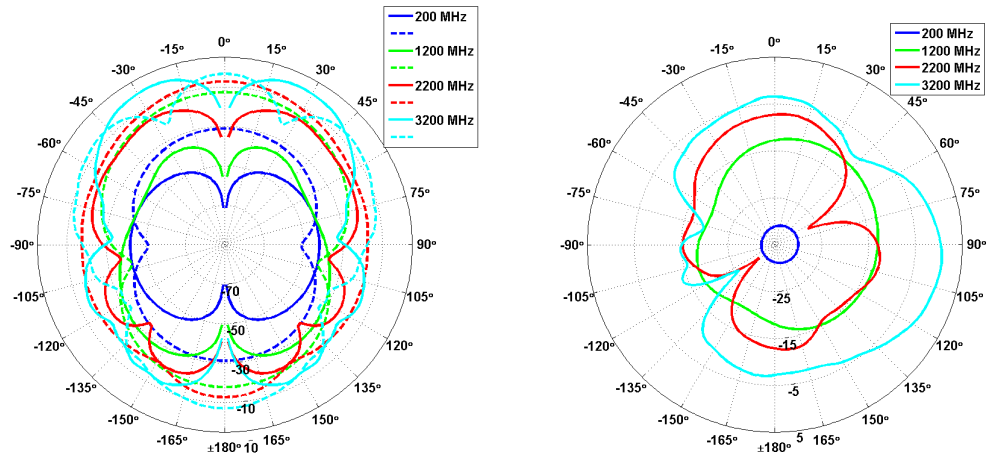 200 MHz
1200 MHz
2200 MHz
3200 MHz
0º
-15º
15º
-30º
30º
-45º
45º
-60º
60º
-75º
75º
-90º
90º
-105º
105º
-120º
120º
-135º
135º
-150º
150º
-165º
165º
±180º
-70
-50
-30
-10
10
200 MHz
1200 MHz
2200 MHz
3200 MHz
0º
-15º
15º
-30º
30º
-45º
45º
-60º
60º
-75º
75º
-90º
90º
-105º
105º
-120º
120º
-135º
135º
-150º
150º
-165º
165º
±180º
-25
-15
-5
5